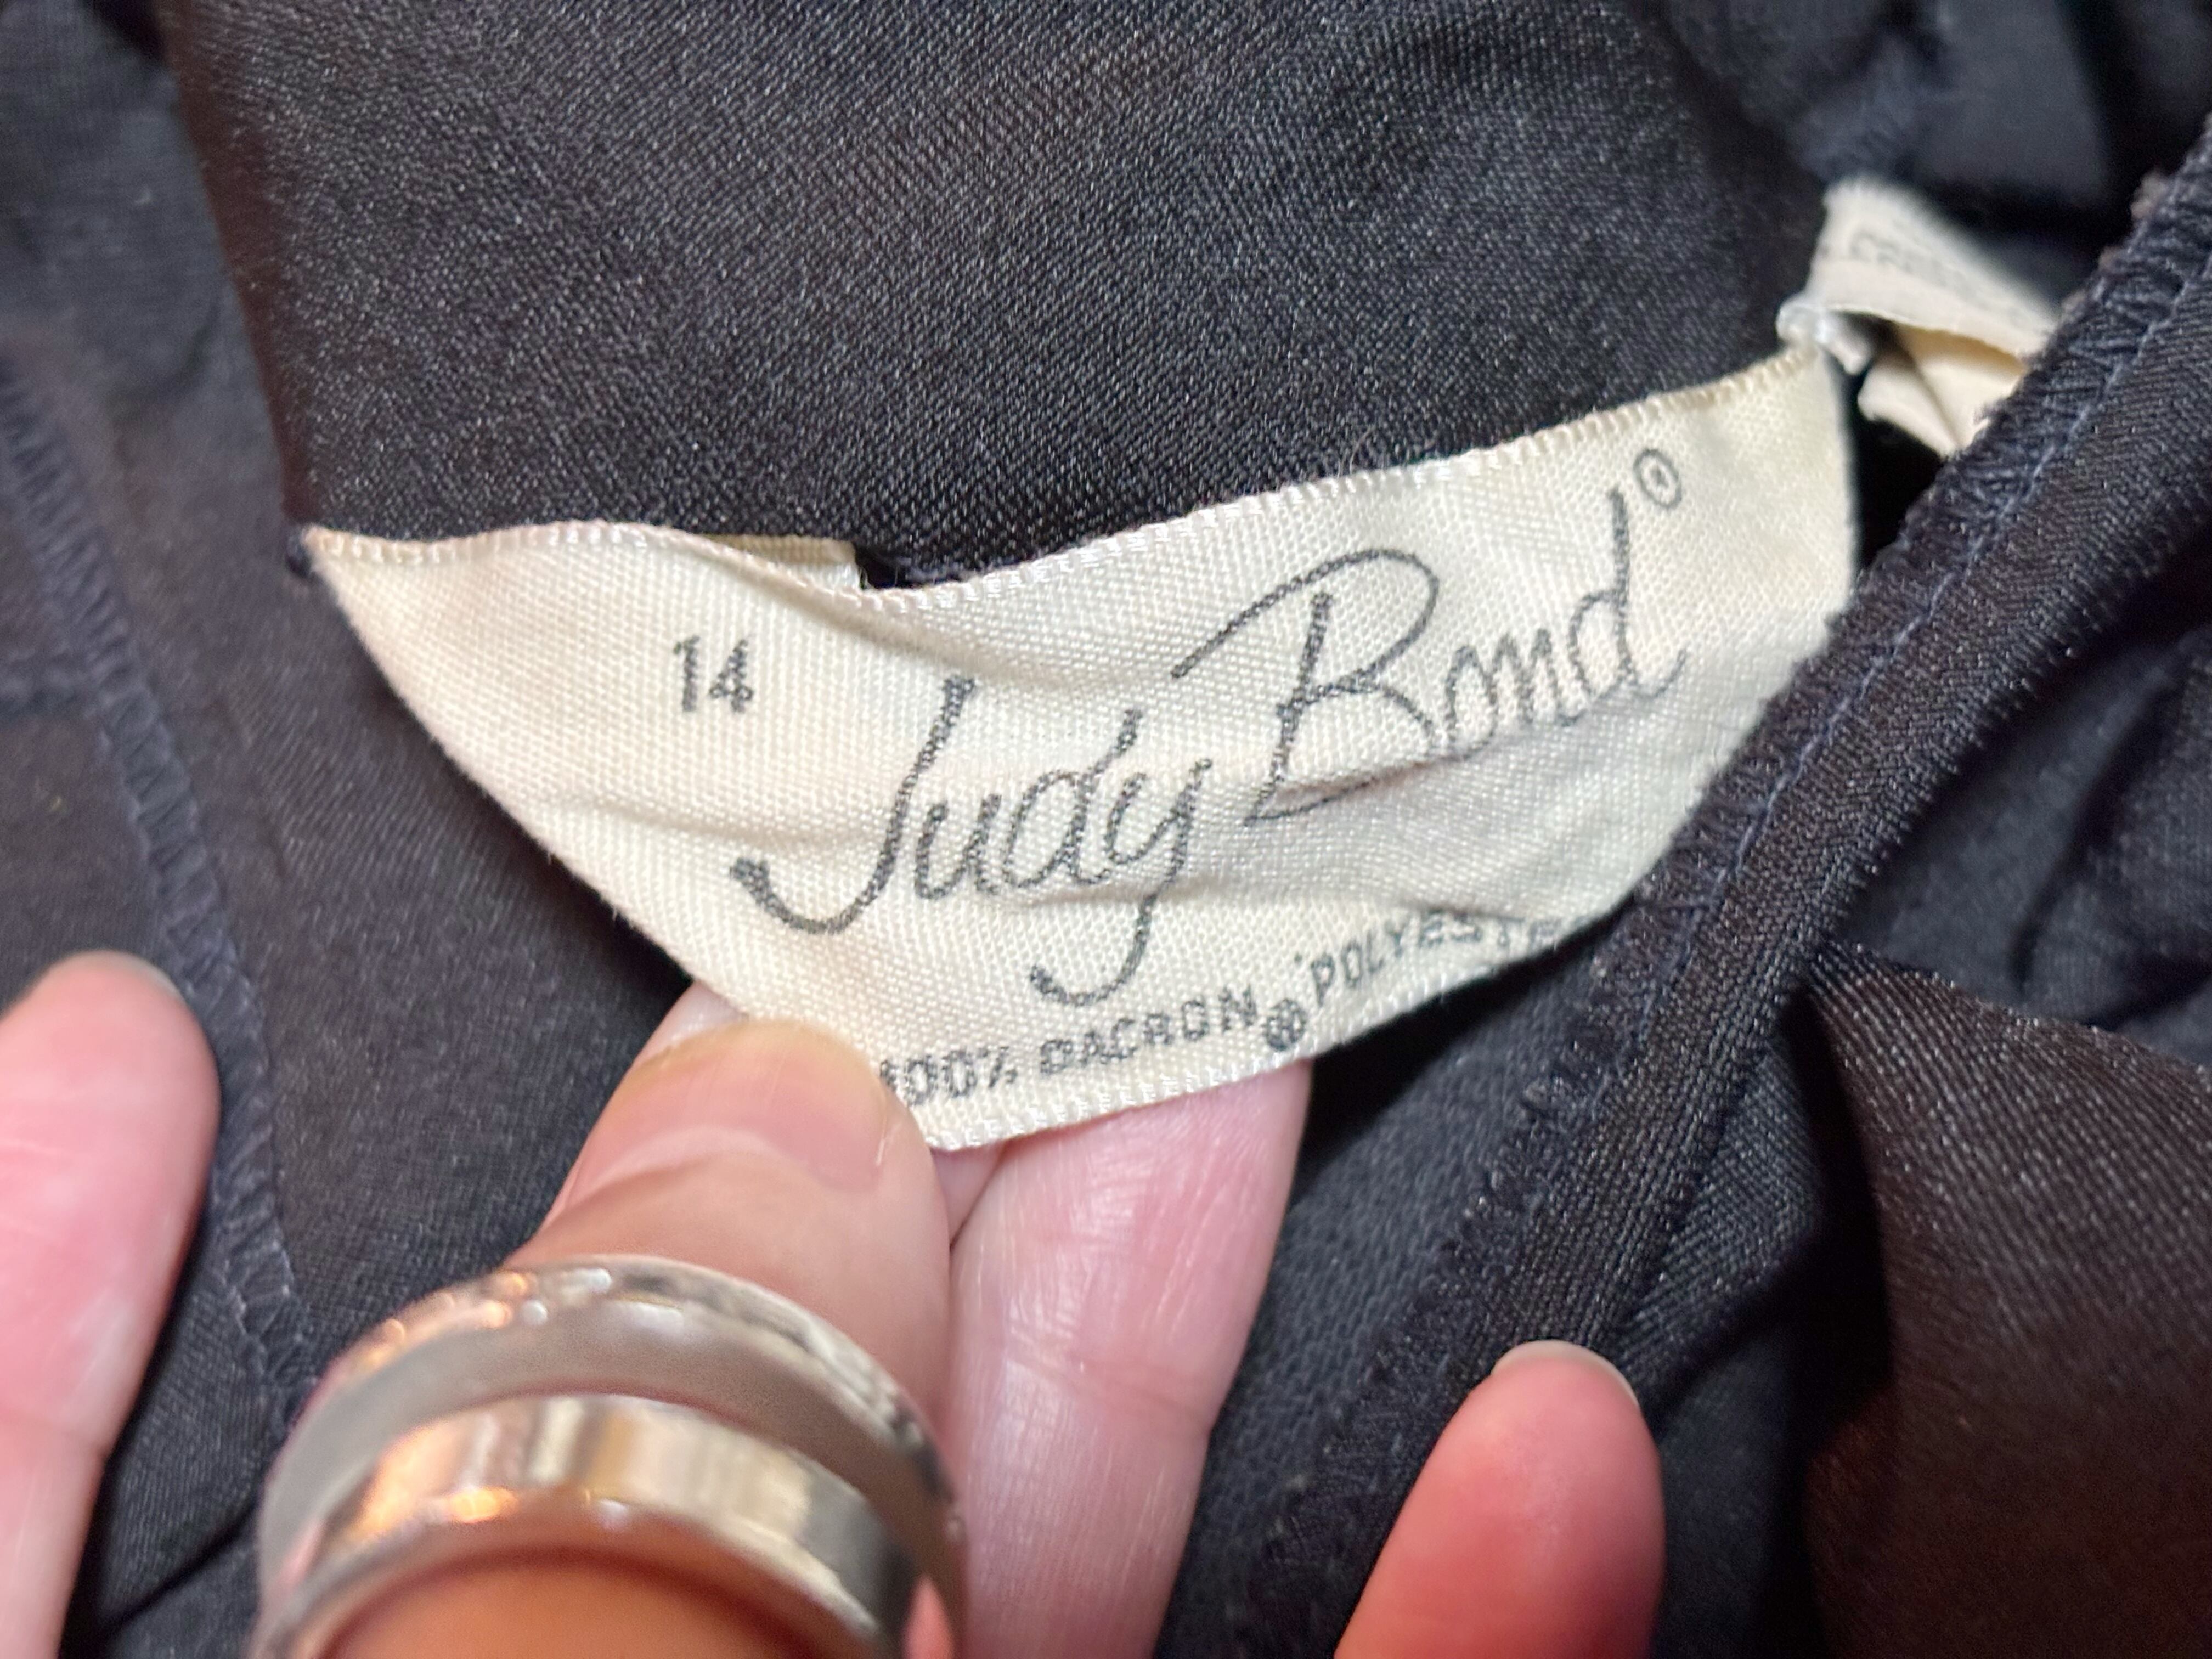 14
Judy Bond®
100% DACRON® POLYESTE